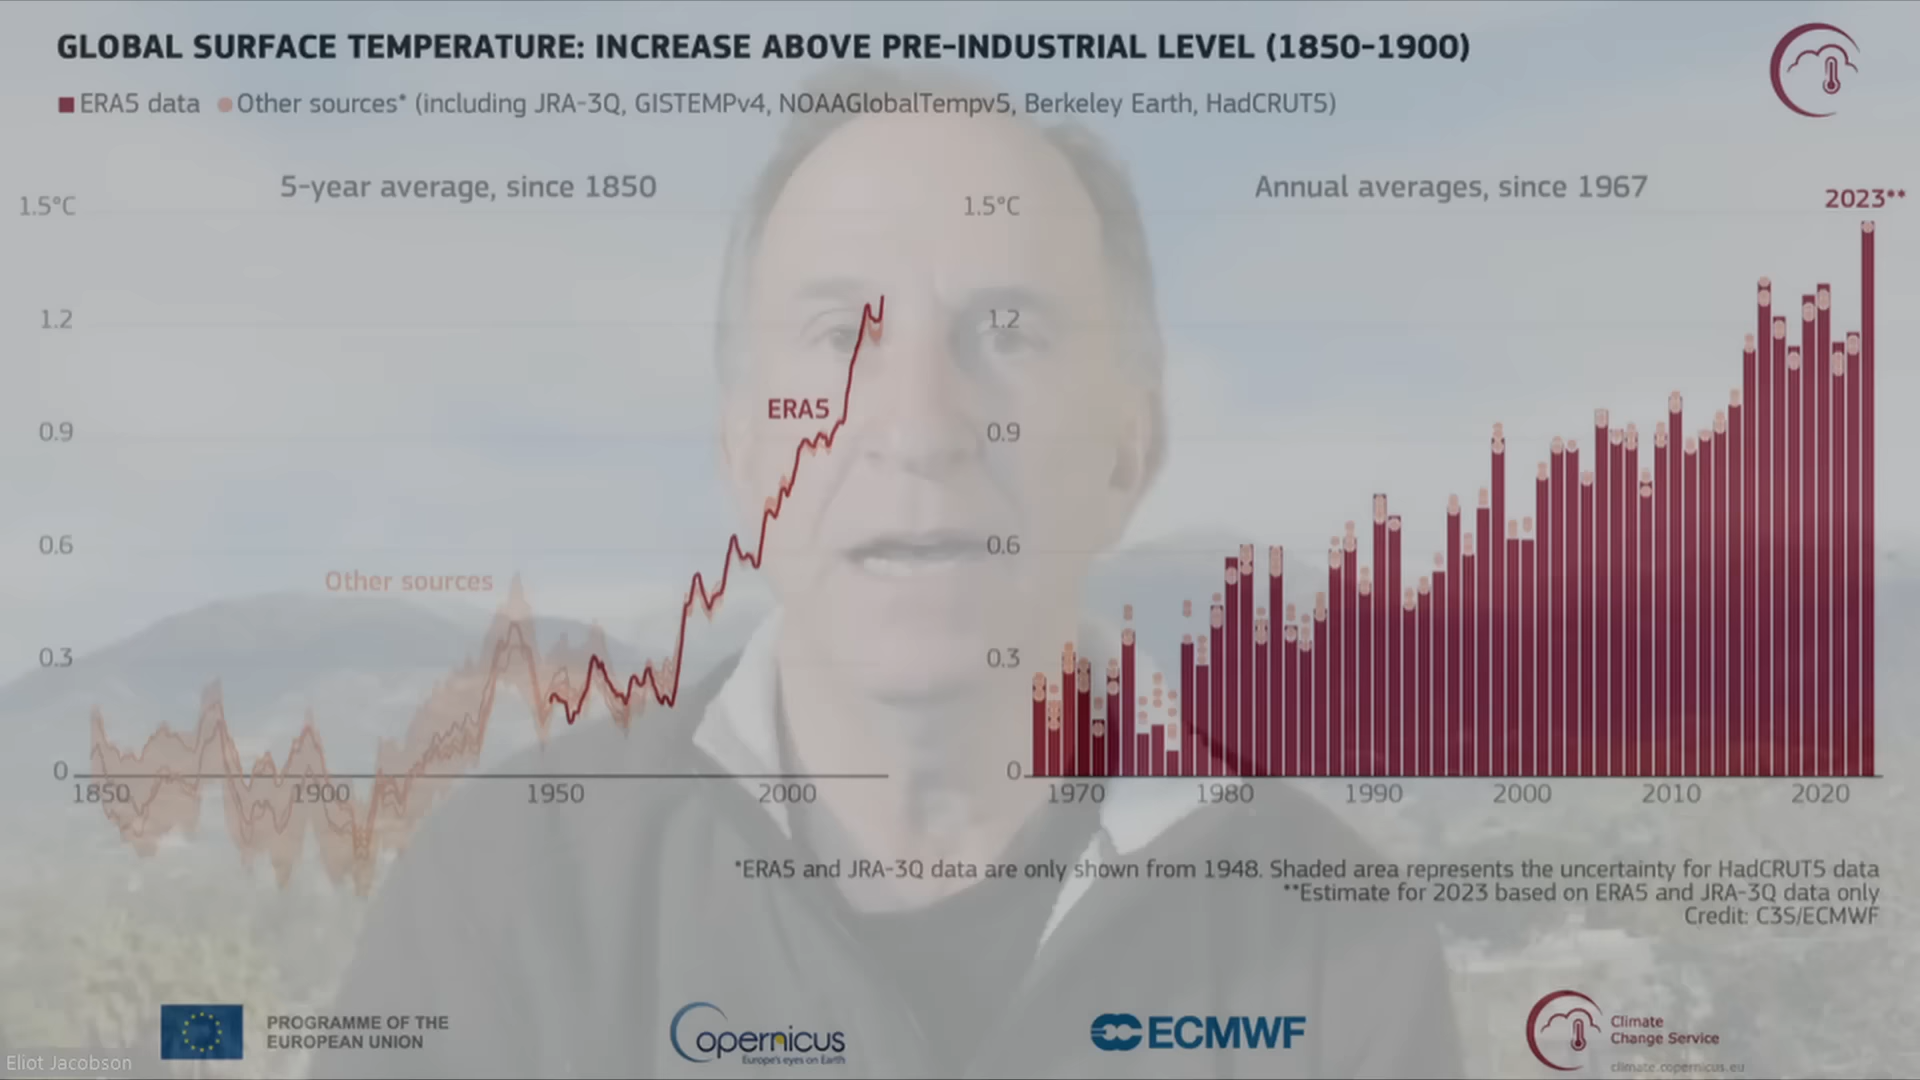 GLOBAL SURFACE TEMPERATURE: INCREASE ABOVE PRE-INDUSTRIAL LEVEL (1850-1900)
ERA5 data Other sources* (including JRA-3Q, GISTEMPv4, NOAAGlobalTempv5, Berkeley Earth, HadCRUT5)
5-year average, since 1850
1.5°C
1.2
0.9
0.6
0.3
0
ERA5
Other sources
1850 1900 1950 2000
Annual averages, since 1967
2023**
1.5°C
1.2
0.9
0.6
0.3
0
1970 1980 1990 2000 2010 2020
*ERA5 and JRA-3Q data are only shown from 1948. Shaded area represents the uncertainty for HadCRUT5 data
**Estimate for 2023 based on ERA5 and JRA-3Q data only
Credit: C3S/ECMWF
PROGRAMME OF THE
EUROPEAN UNION
Copernicus
Europe's eyes on Earth
ECMWF
Climate
Change Service
climate.copernicus.eu
Eliot Jacobson